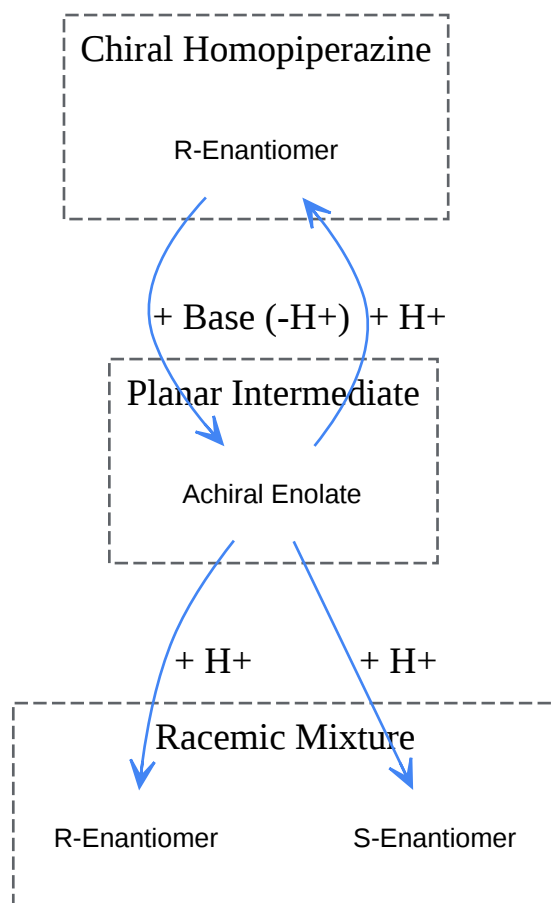 Chiral Homopiperazine
R-Enantiomer
+ Base (-H+)
+ H+
Planar Intermediate
Achiral Enolate
+ H+
+ H+
Racemic Mixture
R-Enantiomer
S-Enantiomer